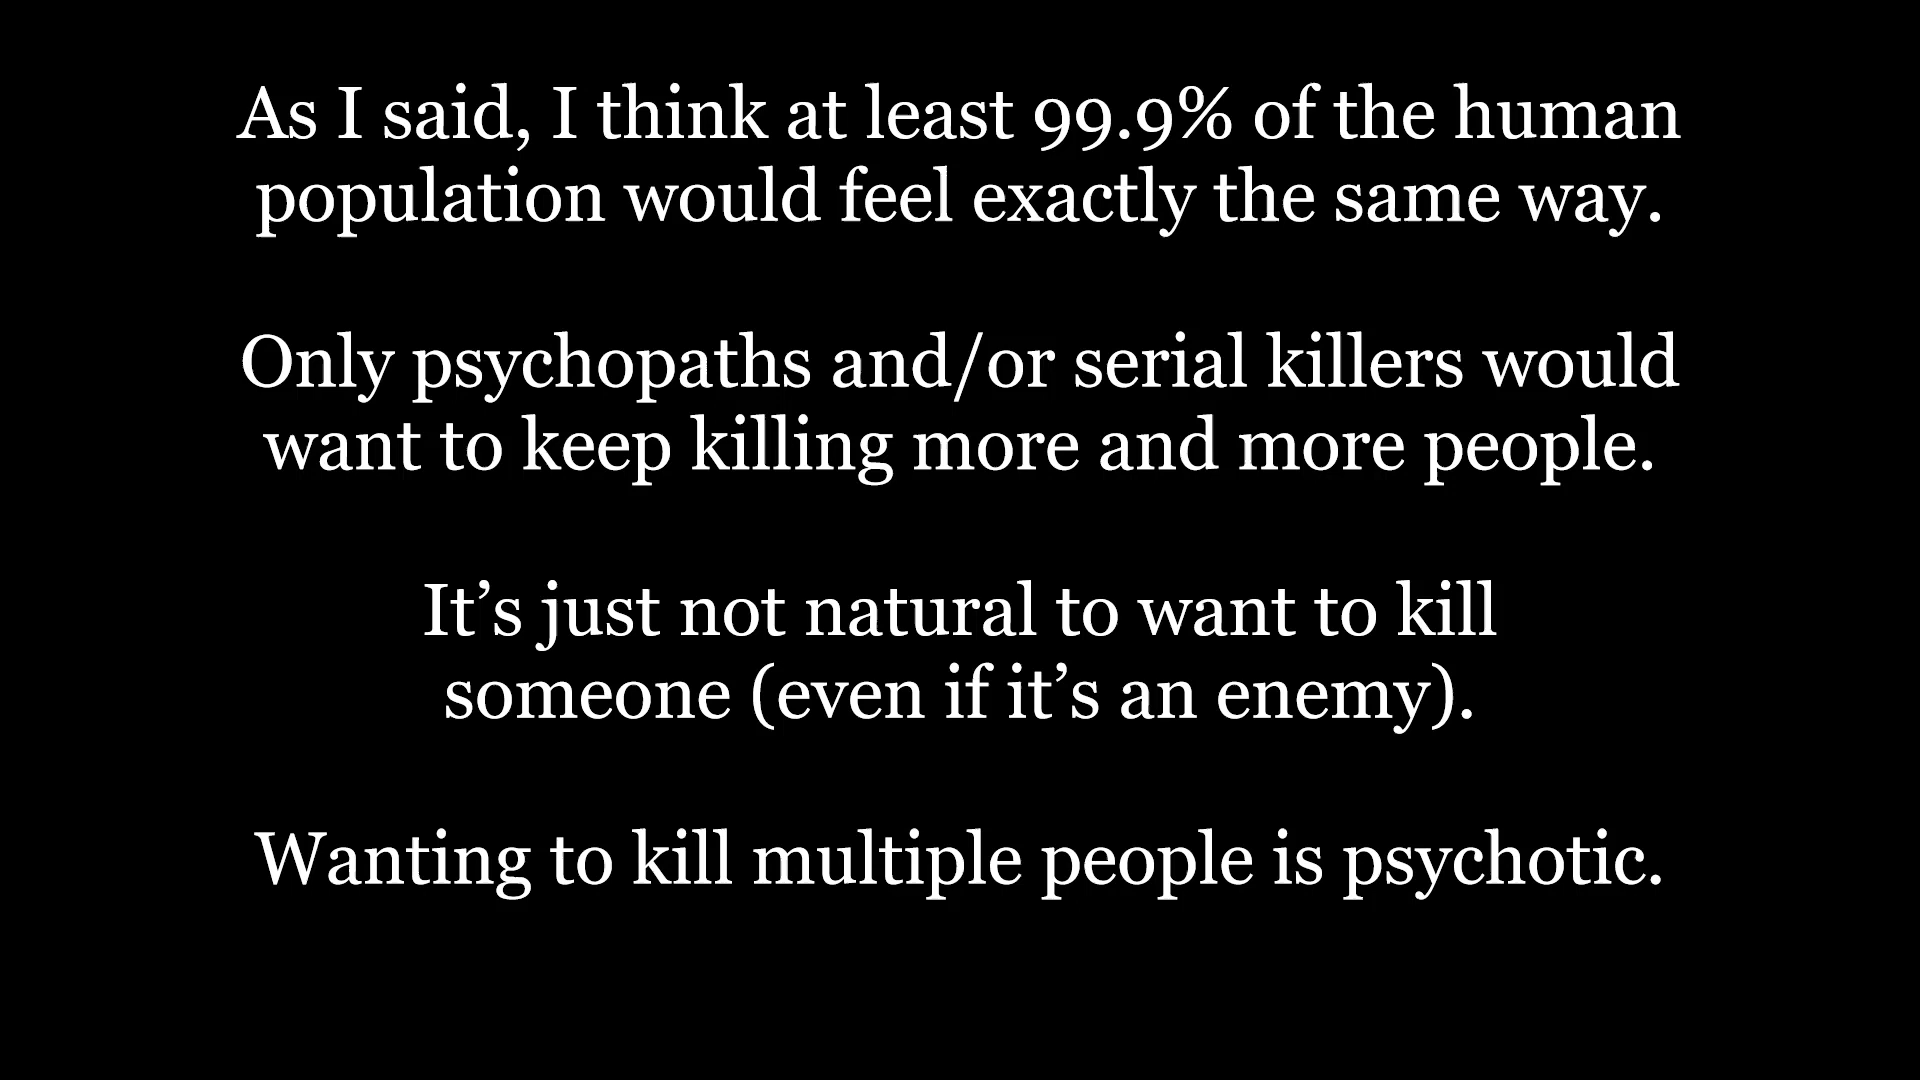 As I said, I think at least 99.9% of the human
population would feel exactly the same way.
Only psychopaths and/or serial killers would
want to keep killing more and more people.
It’s just not natural to want to kill
someone (even if it’s an enemy).
Wanting to kill multiple people is psychotic.